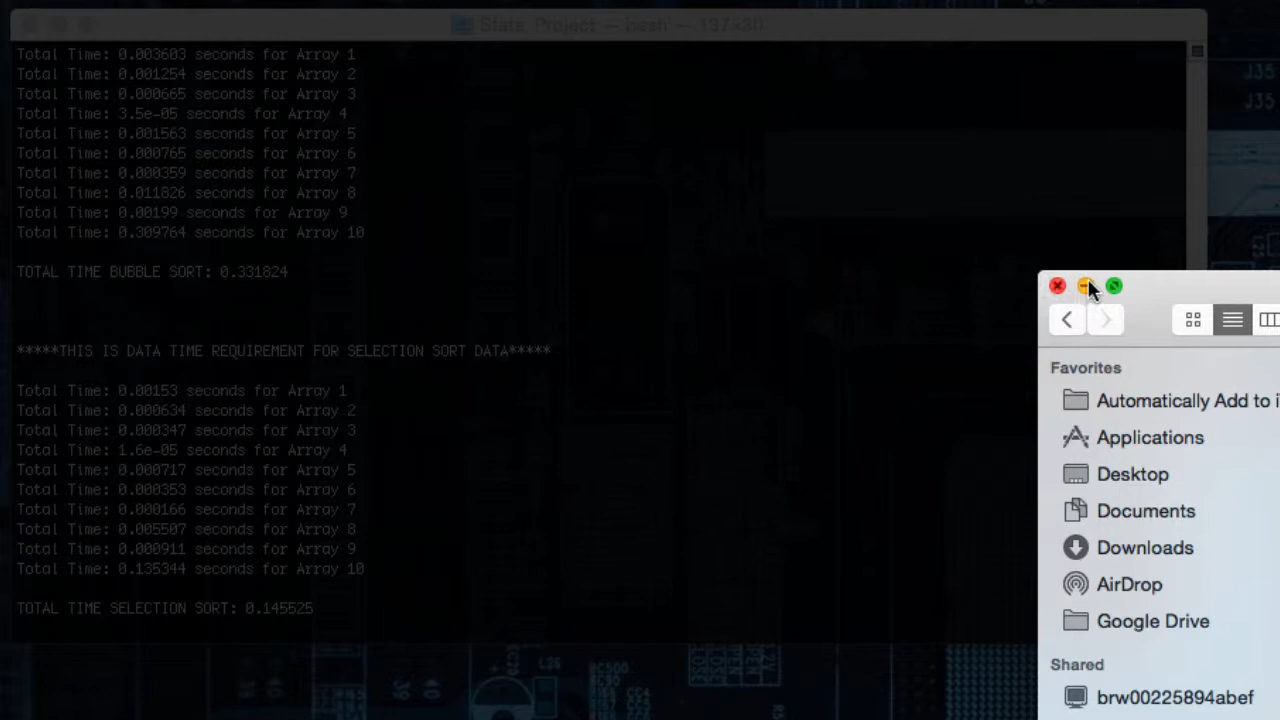 State_Project — bash — 137×30
Total Time: 0.003603 seconds for Array 1
Total Time: 0.001254 seconds for Array 2
Total Time: 0.000665 seconds for Array 3
Total Time: 3.5e-05 seconds for Array 4
Total Time: 0.001563 seconds for Array 5
Total Time: 0.000765 seconds for Array 6
Total Time: 0.000359 seconds for Array 7
Total Time: 0.011826 seconds for Array 8
Total Time: 0.00199 seconds for Array 9
Total Time: 0.309764 seconds for Array 10
TOTAL TIME BUBBLE SORT: 0.331824
*****THIS IS DATA TIME REQUIREMENT FOR SELECTION SORT DATA*****
Total Time: 0.00153 seconds for Array 1
Total Time: 0.000634 seconds for Array 2
Total Time: 0.000347 seconds for Array 3
Total Time: 1.6e-05 seconds for Array 4
Total Time: 0.000717 seconds for Array 5
Total Time: 0.000353 seconds for Array 6
Total Time: 0.000166 seconds for Array 7
Total Time: 0.005507 seconds for Array 8
Total Time: 0.000911 seconds for Array 9
Total Time: 0.135344 seconds for Array 10
TOTAL TIME SELECTION SORT: 0.145525
J35
J35
Favorites
Automatically Add to i
Applications
Desktop
Documents
Downloads
AirDrop
Google Drive
Shared
brw00225894abef
L26